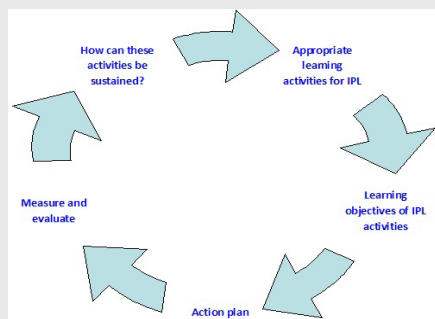 How can these
activities be
sustained?
Appropriate
learning
activities for IPL
Learning
objectives of IPL
activities
Action plan
Measure and
evaluate